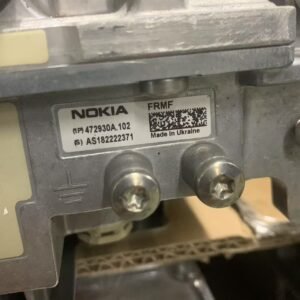 NOKIA FRMF
(1P) 472930A.102
(S) AS182222371
Made in Ukraine